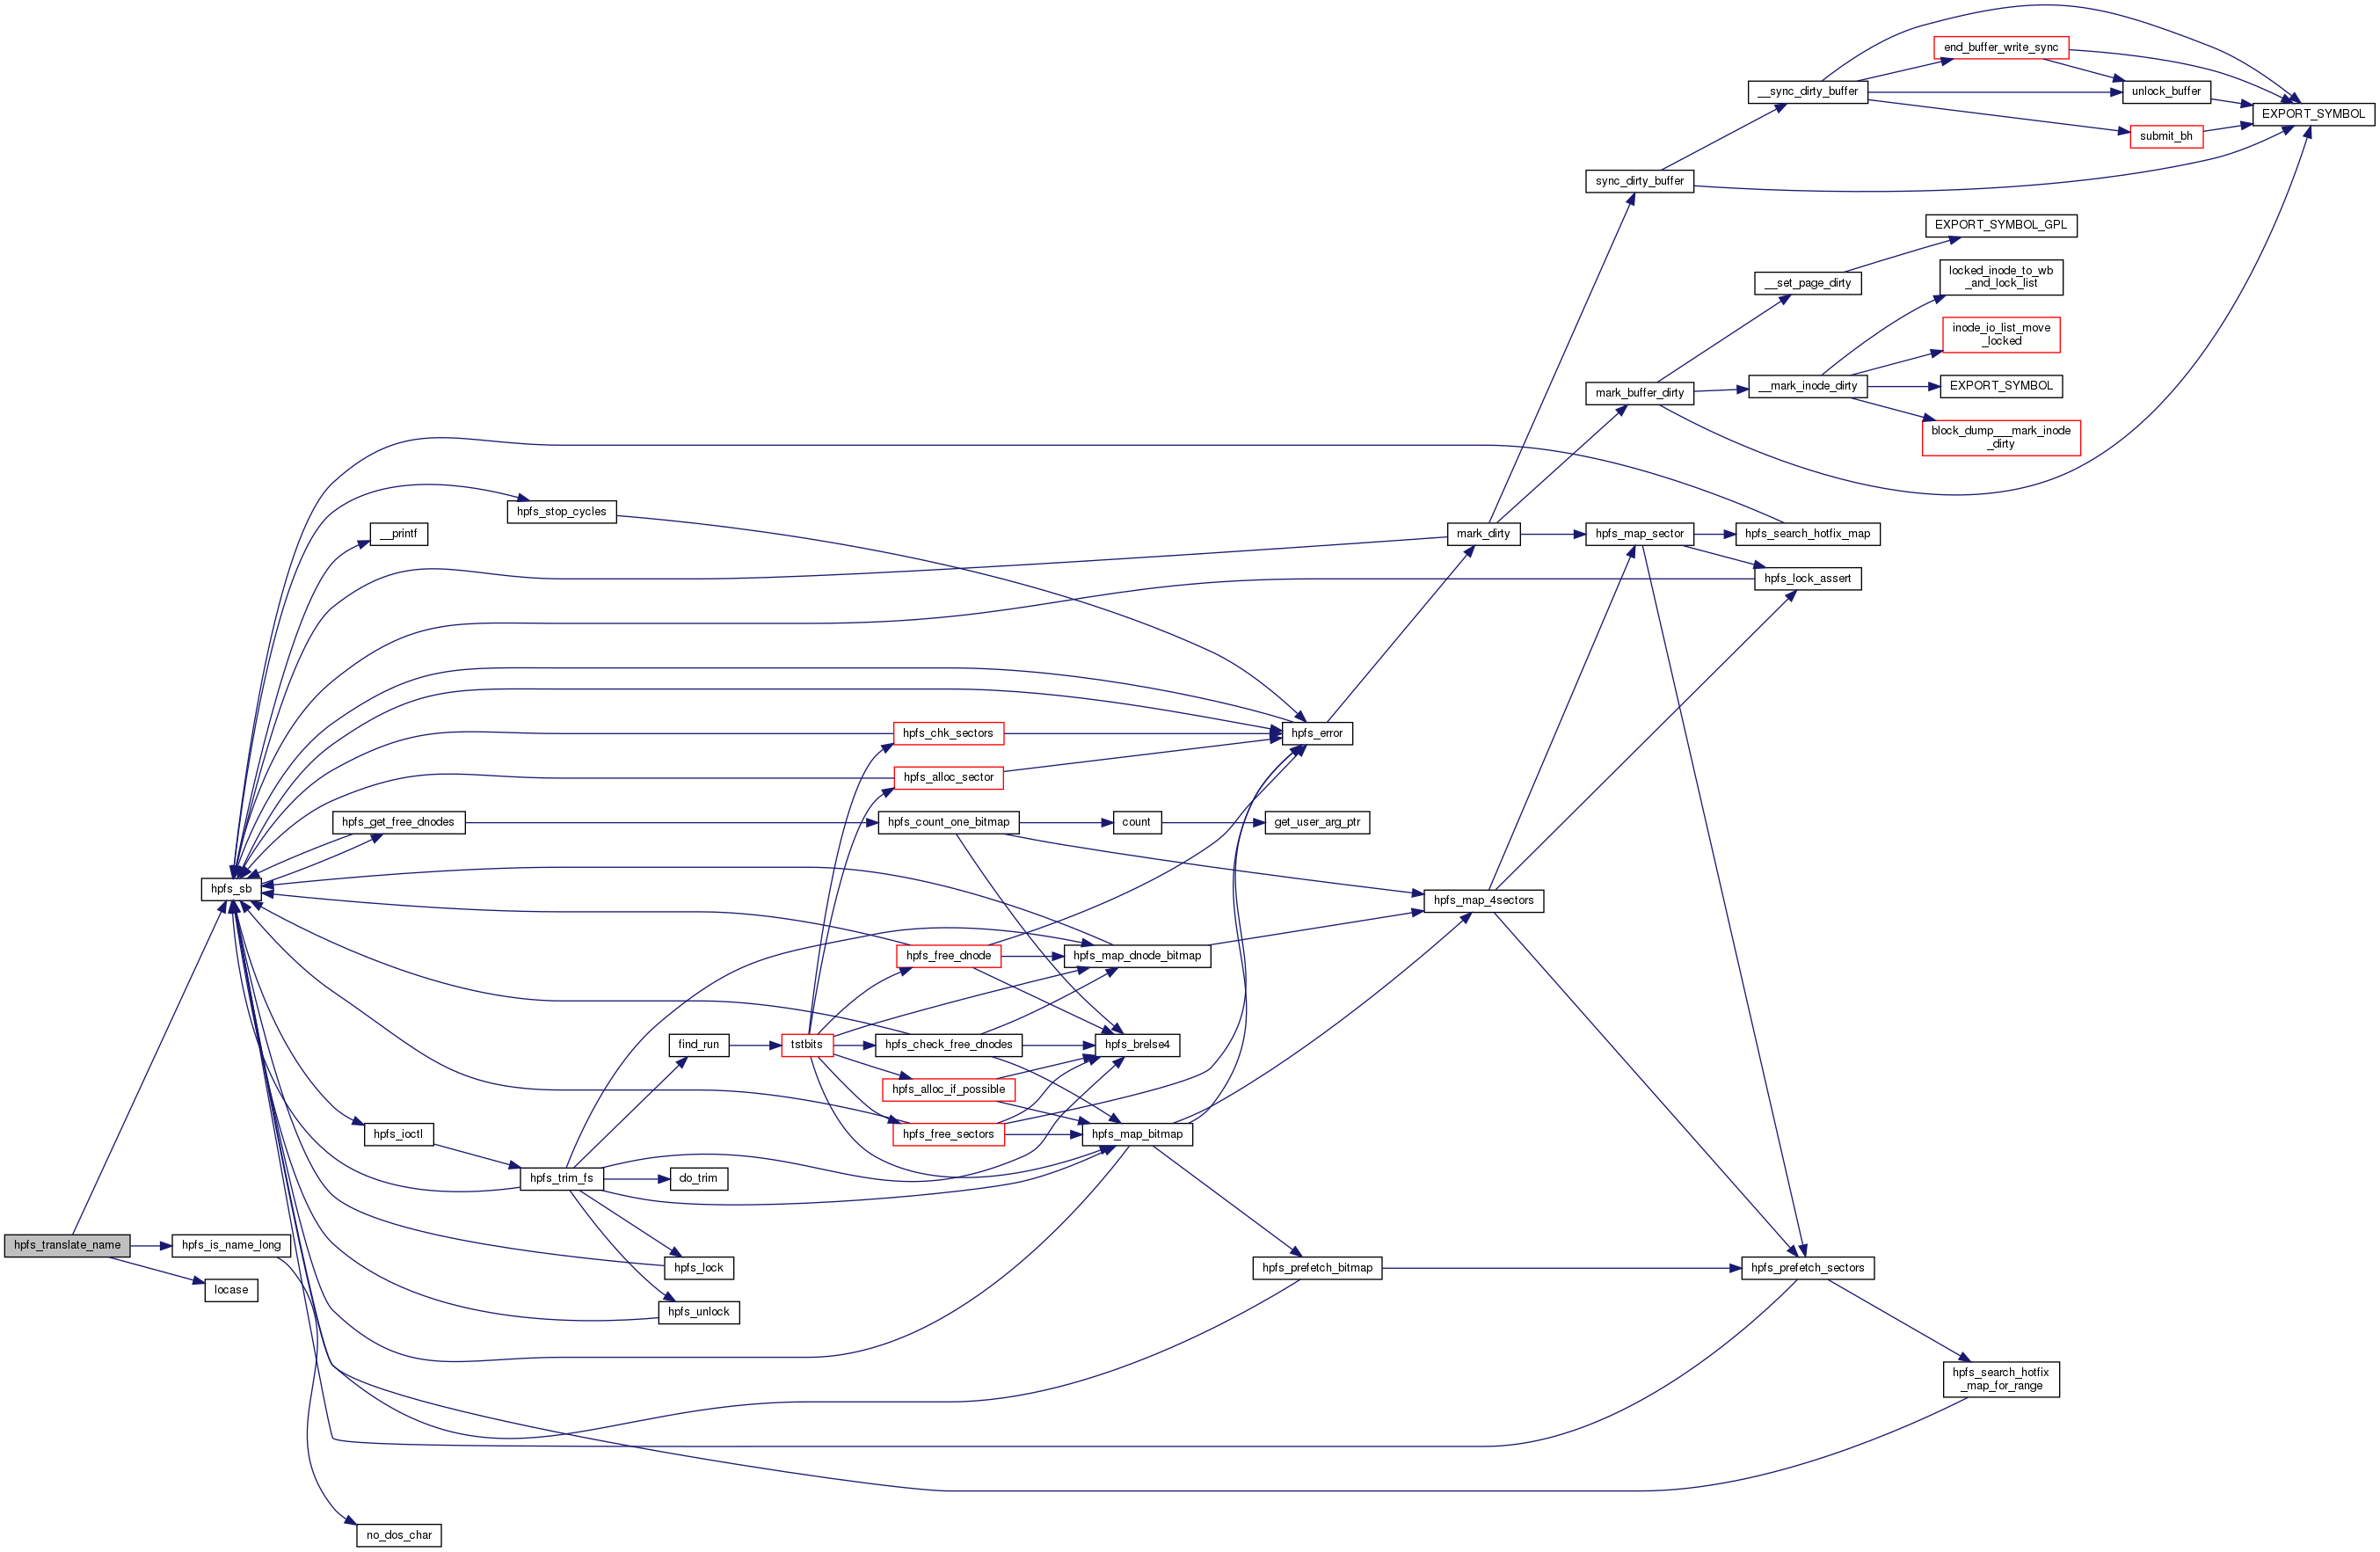 end_buffer_write_sync
__sync_dirty_buffer
unlock_buffer
EXPORT_SYMBOL
submit_bh
sync_dirty_buffer
EXPORT_SYMBOL_GPL
locked_inode_to_wb
_and_lock_list
__set_page_dirty
inode_io_list_move
_locked
mark_buffer_dirty
__mark_inode_dirty
EXPORT_SYMBOL
block_dump___mark_inode
_dirty
hpfs_stop_cycles
__printf
mark_dirty
hpfs_map_sector
hpfs_search_hotfix_map
hpfs_lock_assert
hpfs_chk_sectors
hpfs_error
hpfs_alloc_sector
hpfs_get_free_dnodes
hpfs_count_one_bitmap
count
get_user_arg_ptr
hpfs_sb
hpfs_map_4sectors
hpfs_free_dnode
hpfs_map_dnode_bitmap
find_run
tstbits
hpfs_check_free_dnodes
hpfs_brelse4
hpfs_alloc_if_possible
hpfs_ioctl
hpfs_free_sectors
hpfs_map_bitmap
hpfs_trim_fs
do_trim
hpfs_translate_name
hpfs_is_name_long
hpfs_lock
hpfs_prefetch_bitmap
hpfs_prefetch_sectors
locase
hpfs_unlock
hpfs_search_hotfix
_map_for_range
no_dos_char